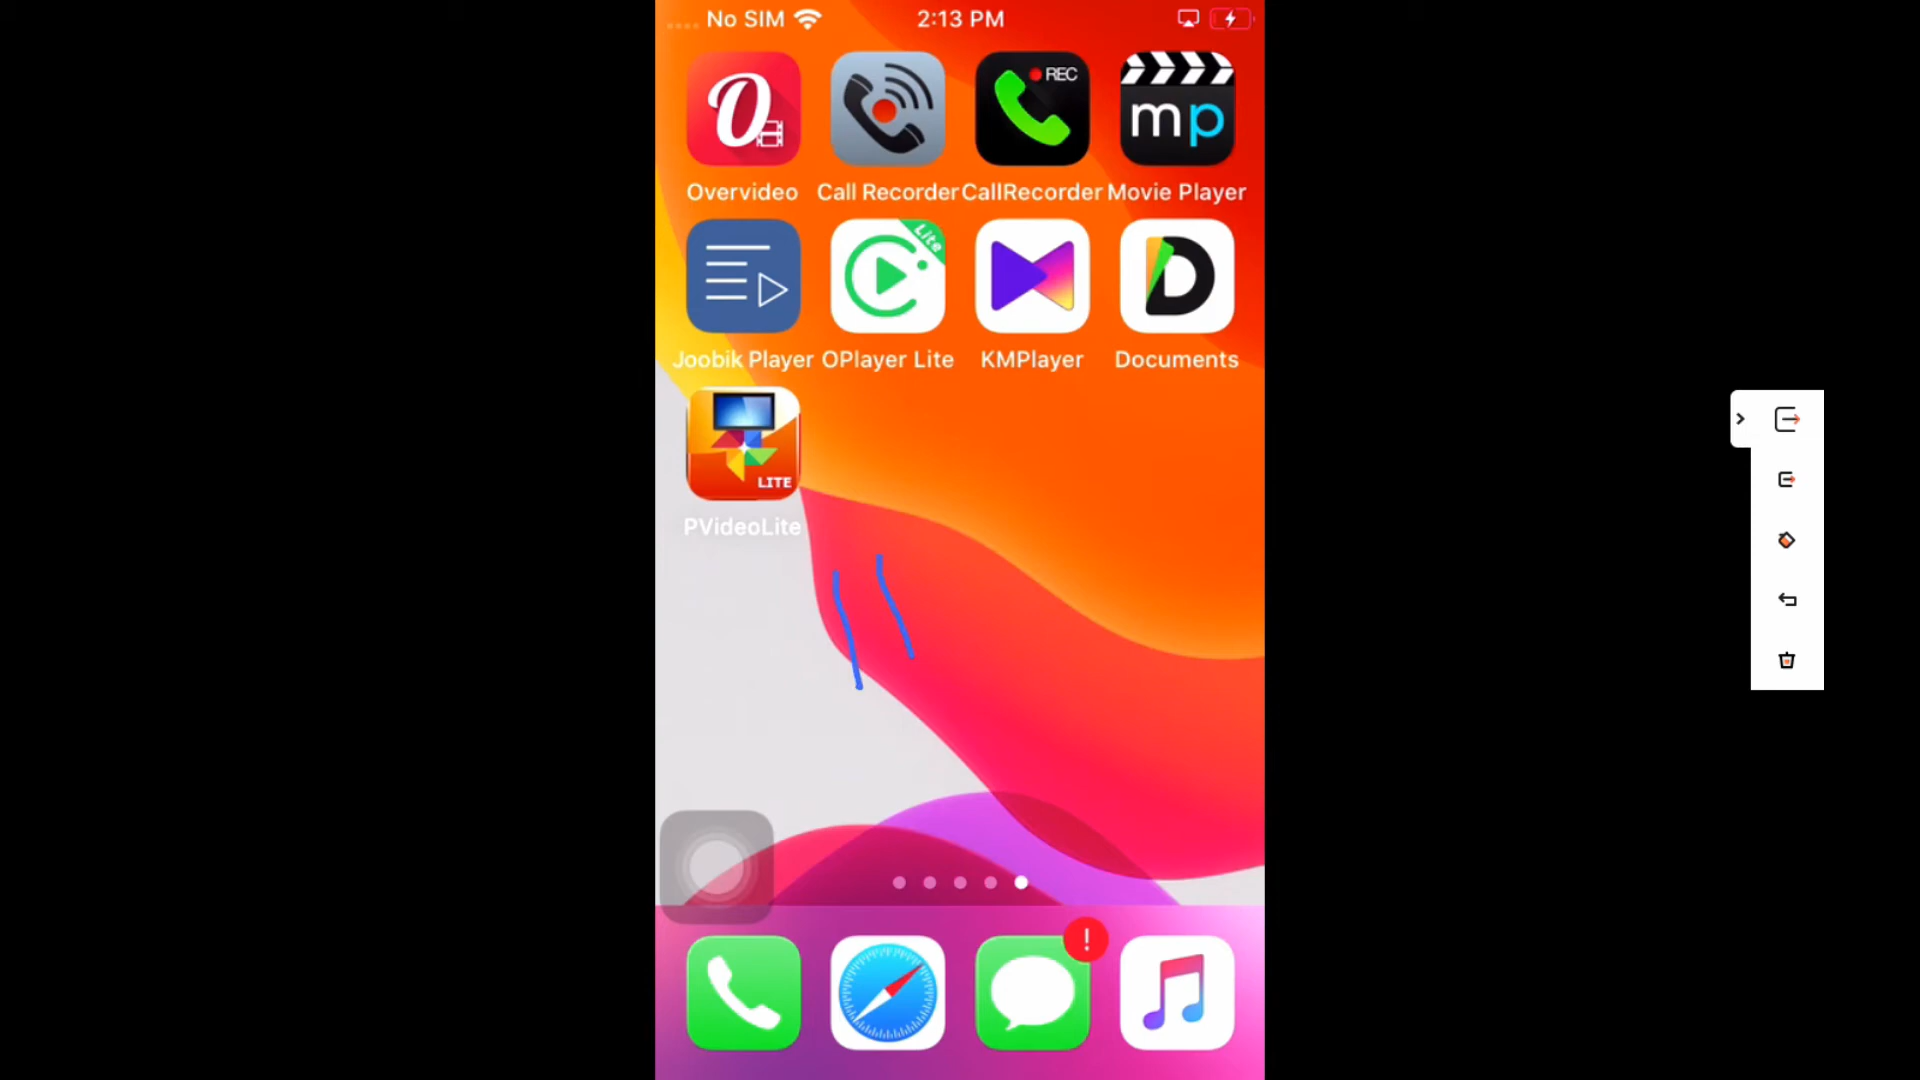 No SIM 2:13 PM
O REC mp
Overvideo Call Recorder CallRecorder Movie Player
Lite D
Joobik Player OPlayer Lite KMPlayer Documents
LITE
PVideoLite
!